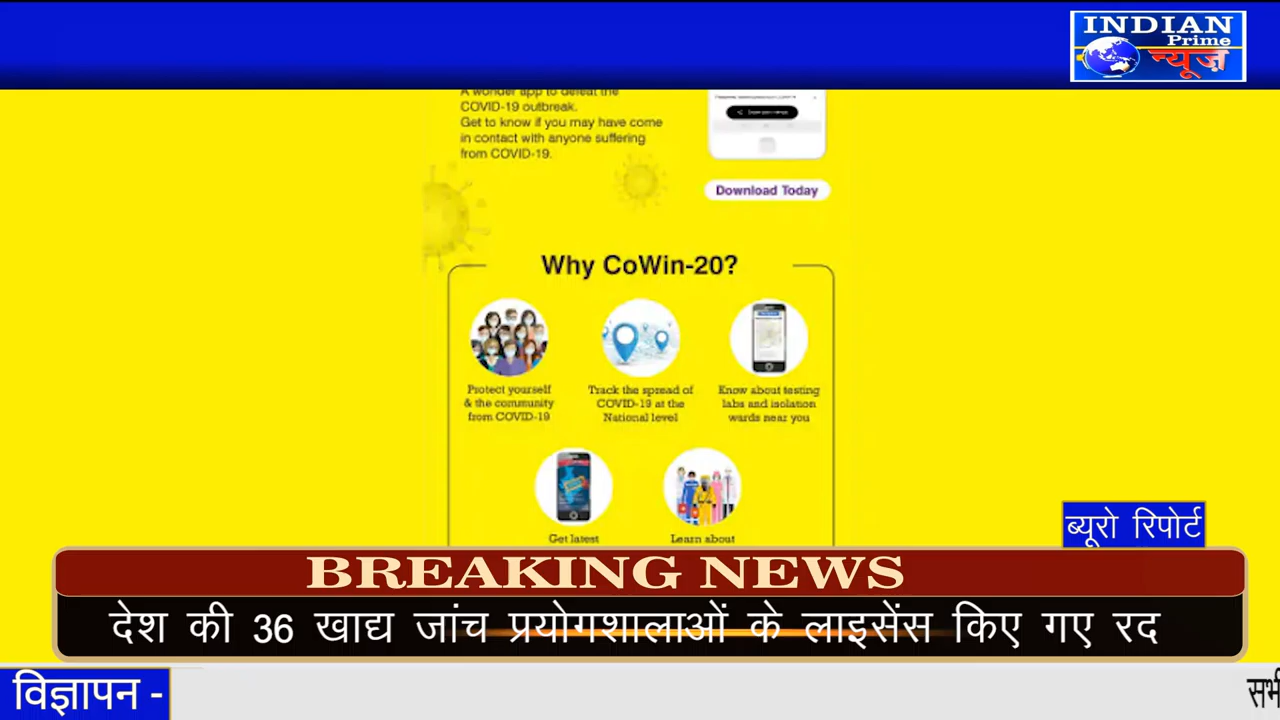 INDIAN
Prime
न्यूज़
A wonder app to defeat the
COVID-19 outbreak.
Get to know if you may have come
in contact with anyone suffering
from COVID-19.
Download Today
Why CoWin-20?
Protect yourself
& the community
from COVID-19
Track the spread of
COVID-19 at the
National level
Know about testing
labs and isolation
wards near you
Get latest
Learn about
ब्यूरो रिपोर्ट
BREAKING NEWS
देश की 36 खाद्य जांच प्रयोगशालाओं के लाइसेंस किए गए रद
विज्ञापन -
सभी